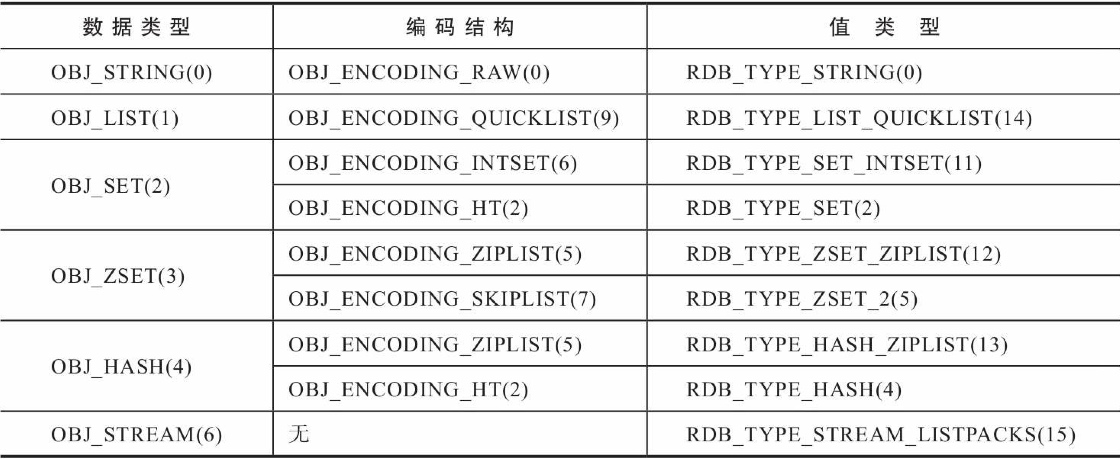 数据类型 编码结构 值类型
OBJ_STRING(0) OBJ_ENCODING_RAW(0) RDB_TYPE_STRING(0)
OBJ_LIST(1) OBJ_ENCODING_QUICKLIST(9) RDB_TYPE_LIST_QUICKLIST(14)
OBJ_SET(2) OBJ_ENCODING_INTSET(6) RDB_TYPE_SET_INTSET(11)
OBJ_ENCODING_HT(2) RDB_TYPE_SET(2)
OBJ_ZSET(3) OBJ_ENCODING_ZIPLIST(5) RDB_TYPE_ZSET_ZIPLIST(12)
OBJ_ENCODING_SKIPLIST(7) RDB_TYPE_ZSET_2(5)
OBJ_HASH(4) OBJ_ENCODING_ZIPLIST(5) RDB_TYPE_HASH_ZIPLIST(13)
OBJ_ENCODING_HT(2) RDB_TYPE_HASH(4)
OBJ_STREAM(6) 无 RDB_TYPE_STREAM_LISTPACKS(15)